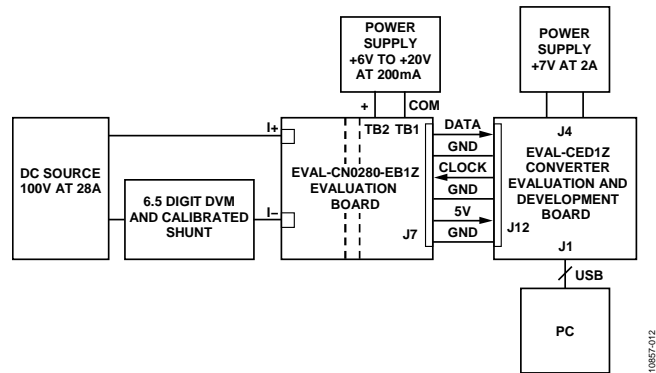 POWER
SUPPLY
+6V TO +20V
AT 200mA
POWER
SUPPLY
+7V AT 2A
+
COM
I+
TB2 TB1
DATA
J4
GND
DC SOURCE
100V AT 28A
EVAL-CN0280-EB1Z
EVALUATION
BOARD
CLOCK
GND
EVAL-CED1Z
CONVERTER
EVALUATION AND
DEVELOPMENT
BOARD
6.5 DIGIT DVM
AND CALIBRATED
SHUNT
I–
5V
J7
GND
J12
J1
USB
PC
10857-012